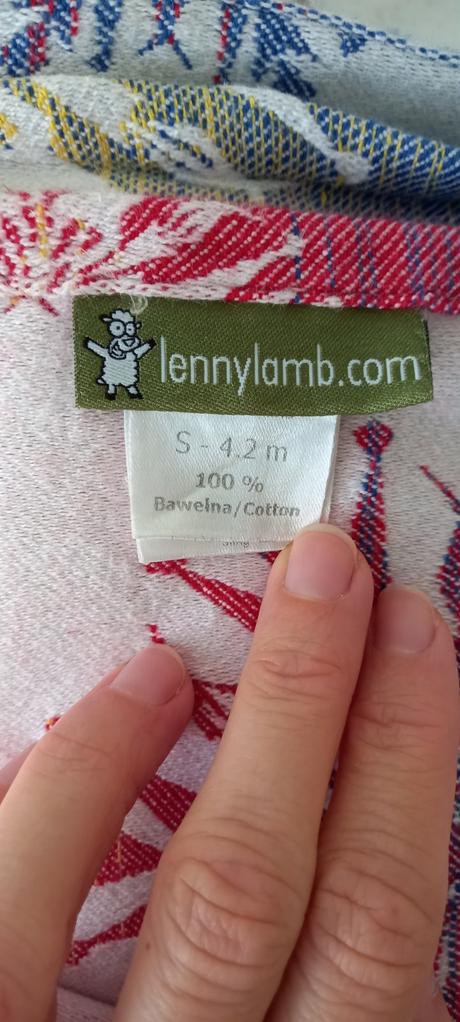 lennylamb.com
S - 4.2 m
100 %
Bawełna/Cotton